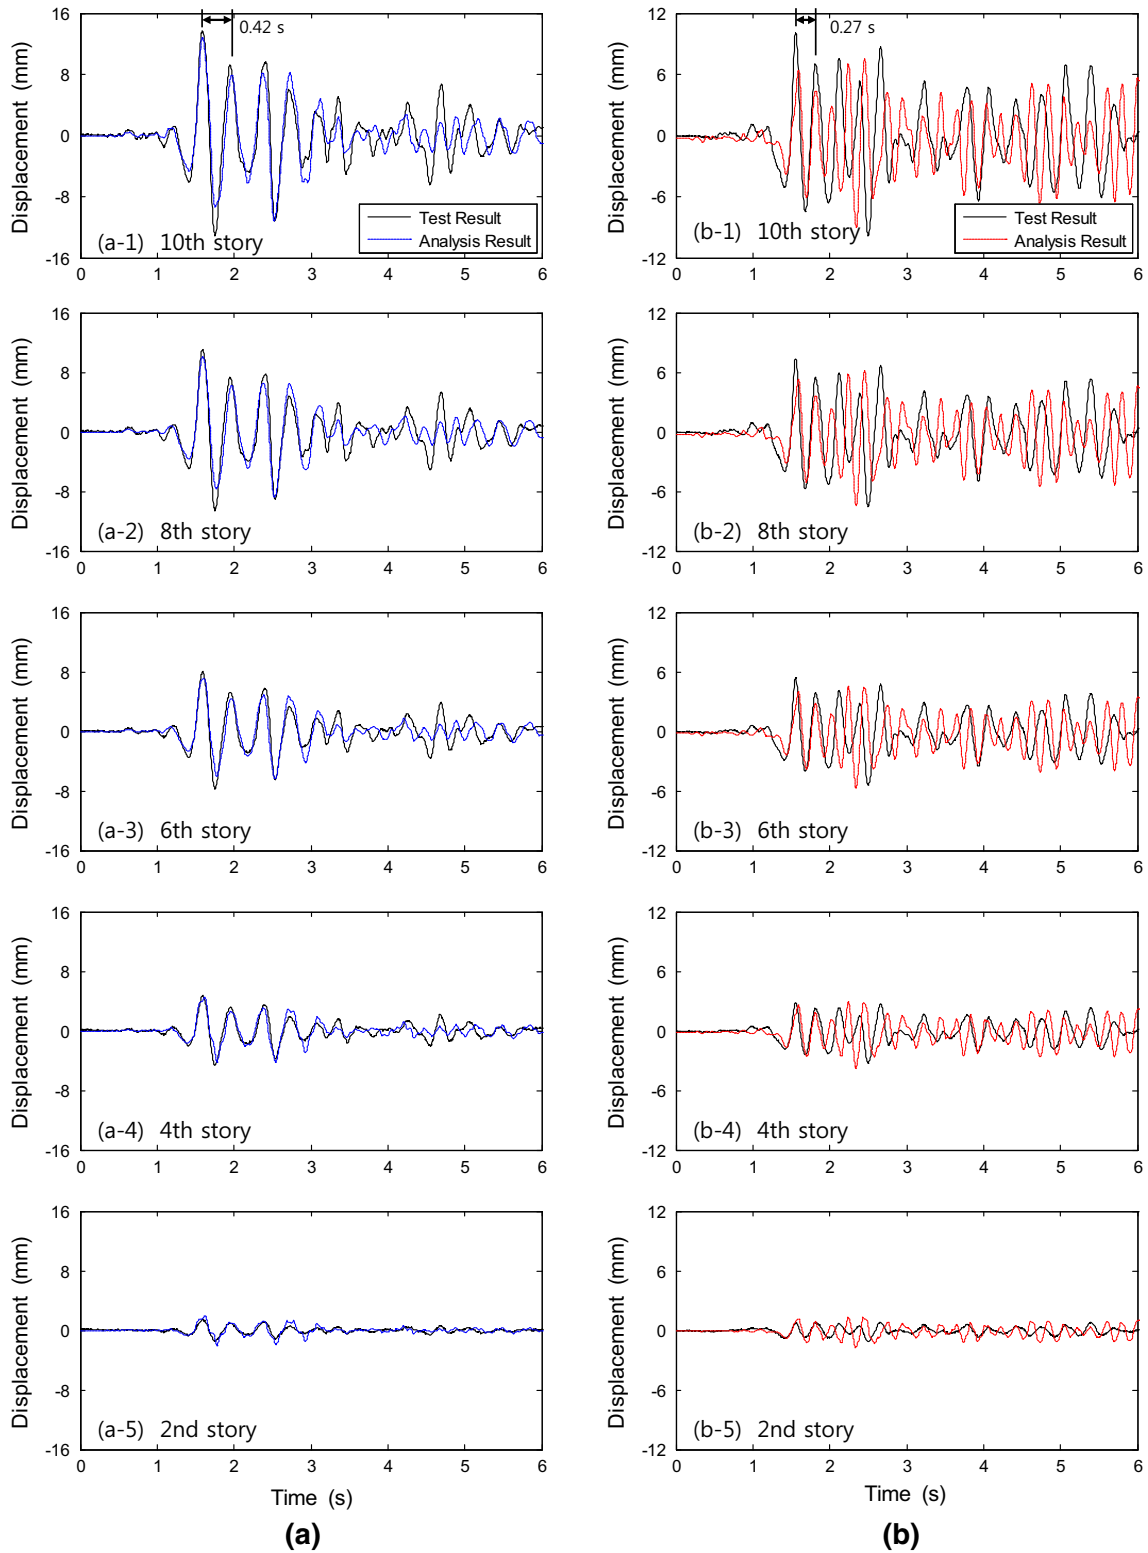 16
8
0
-8
-16
Displacement (mm)
0.42 s
Test Result
Analysis Result
(a-1) 10th story
0 1 2 3 4 5 6
12
6
0
-6
-12
Displacement (mm)
0.27 s
Test Result
Analysis Result
(b-1) 10th story
0 1 2 3 4 5 6
16
8
0
-8
-16
Displacement (mm)
(a-2) 8th story
0 1 2 3 4 5 6
12
6
0
-6
-12
Displacement (mm)
(b-2) 8th story
0 1 2 3 4 5 6
16
8
0
-8
-16
Displacement (mm)
(a-3) 6th story
0 1 2 3 4 5 6
12
6
0
-6
-12
Displacement (mm)
(b-3) 6th story
0 1 2 3 4 5 6
16
8
0
-8
-16
Displacement (mm)
(a-4) 4th story
0 1 2 3 4 5 6
12
6
0
-6
-12
Displacement (mm)
(b-4) 4th story
0 1 2 3 4 5 6
16
8
0
-8
-16
Displacement (mm)
(a-5) 2nd story
0 1 2 3 4 5 6
Time (s)
(a)
12
6
0
-6
-12
Displacement (mm)
(b-5) 2nd story
0 1 2 3 4 5 6
Time (s)
(b)